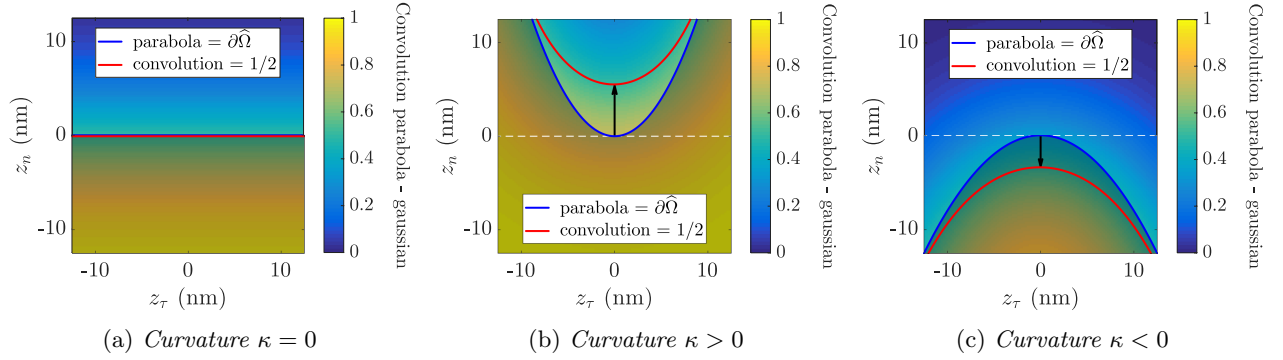 10
0
-10
z_n (nm)
parabola = ∂Ω̂
convolution = 1/2
-10
0
10
z_τ (nm)
1
0.8
0.6
0.4
0.2
0
Convolution parabola - gaussian
(a) Curvature κ = 0
10
0
-10
z_n (nm)
parabola = ∂Ω̂
convolution = 1/2
-10
0
10
z_τ (nm)
1
0.8
0.6
0.4
0.2
0
Convolution parabola - gaussian
(b) Curvature κ > 0
10
0
-10
z_n (nm)
parabola = ∂Ω̂
convolution = 1/2
-10
0
10
z_τ (nm)
1
0.8
0.6
0.4
0.2
0
Convolution parabola - gaussian
(c) Curvature κ < 0